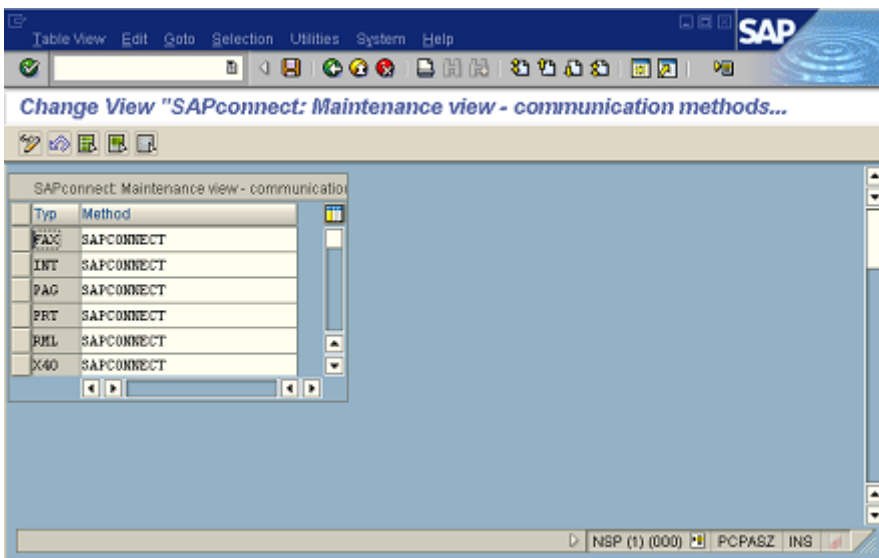 Table View Edit Goto Selection Utilities System Help
SAP
Change View "SAPconnect: Maintenance view - communication methods...
SAPconnect: Maintenance view - communicatio
Typ Method
FAX SAPCONNECT
INT SAPCONNECT
PAG SAPCONNECT
PRT SAPCONNECT
RML SAPCONNECT
X40 SAPCONNECT
NSP (1) (000) PCPASZ INS